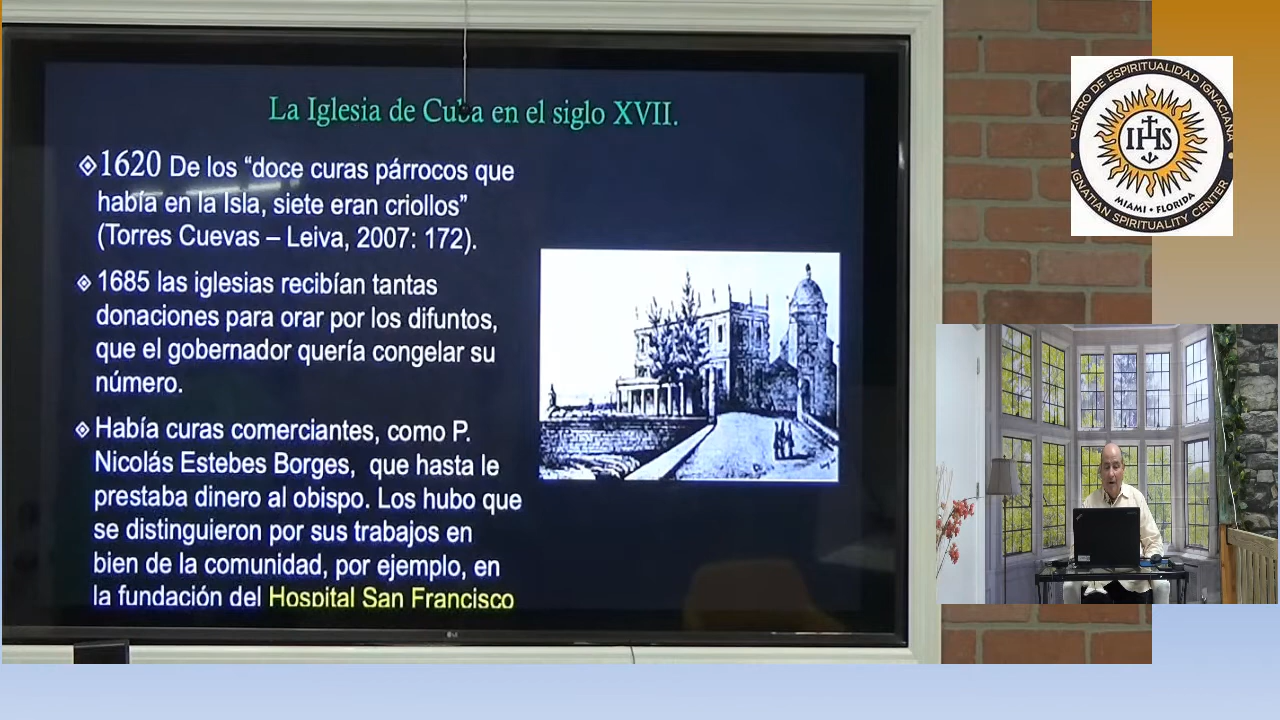 La Iglesia de Cuba en el siglo XVII.
1620 De los “doce curas párrocos que
había en la Isla, siete eran criollos”
(Torres Cuevas – Leiva, 2007: 172).
1685 las iglesias recibían tantas
donaciones para orar por los difuntos,
que el gobernador quería congelar su
número.
Había curas comerciantes, como P.
Nicolás Estebes Borges, que hasta le
prestaba dinero al obispo. Los hubo que
se distinguieron por sus trabajos en
bien de la comunidad, por ejemplo, en
la fundación del Hospital San Francisco
LG
CENTRO DE ESPIRITUALIDAD IGNACIANA
IHS
MIAMI • FLORIDA
IGNATIAN SPIRITUALITY CENTER